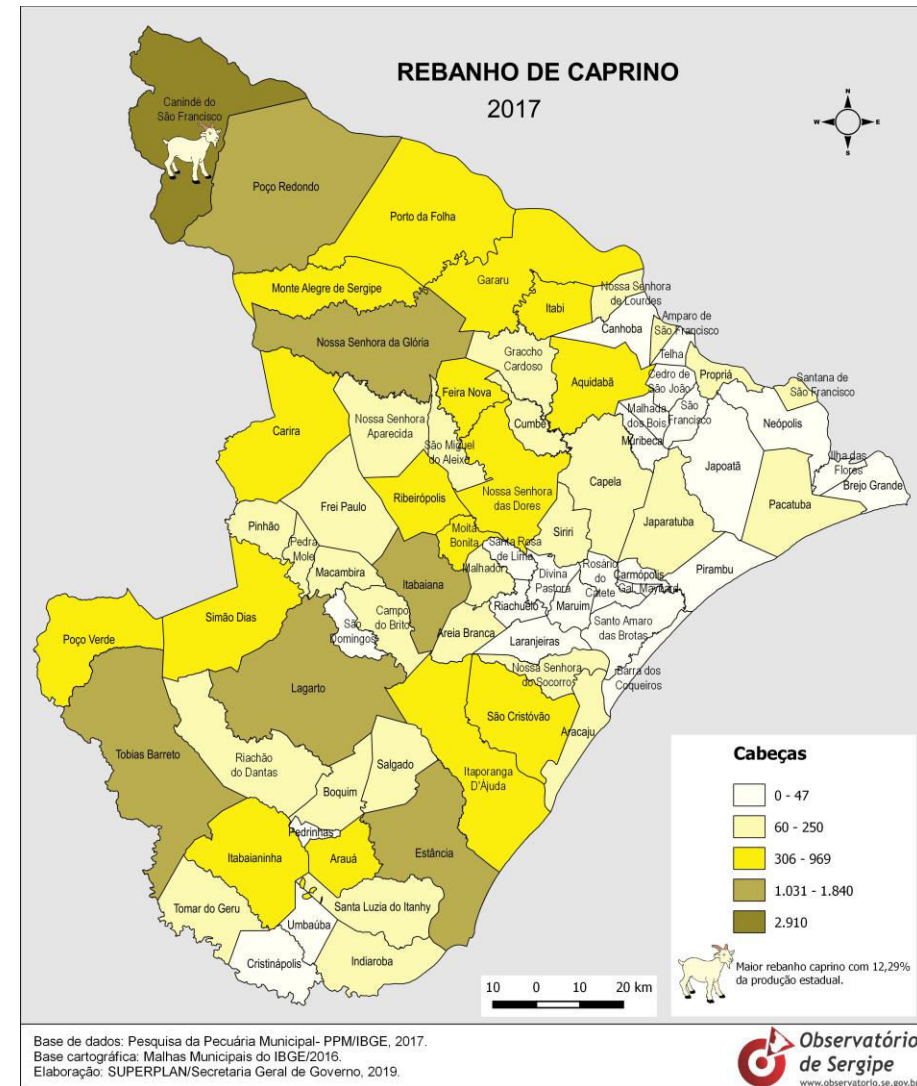 REBANHO DE CAPRINO
2017
N
W
E
S
Canindé do
São Francisco
Poço Redondo
Porto da Folha
Monte Alegre de Sergipe
Gararu
Itabi
Nossa Senhora
de Lourdes
Canhoba
Amparo de
São Francisco
Telha
Nossa Senhora da Glória
Graccho
Cardoso
Aquidabã
Cedro de
São João
Propriá
Santana de
São Francisco
Feira Nova
Carira
Nossa Senhora
Aparecida
São Miguel
do Aleixo
Cumbe
Malhada
dos Bois
São
Francisco
Muribeca
Neópolis
Ilha das
Flores
Brejo Grande
Japoatã
Pacatuba
Capela
Japaratuba
Frei Paulo
Ribeirópolis
Nossa Senhora
das Dores
Siriri
Pinhão
Pedra
Mole
Macambira
Moita
Bonita
Santa Rosa
de Lima
Malhador
Divina
Pastora
Rosário
do
Catete
Carmópolis
Gal. Maynard
Pirambu
Itabaiana
Riachuelo
Maruim
Santo Amaro
das Brotas
Simão Dias
São
Domingos
Campo
do Brito
Areia Branca
Laranjeiras
Poço Verde
Nossa Senhora
do Socorro
Barra dos
Coqueiros
Lagarto
São Cristóvão
Aracaju
Tobias Barreto
Riachão
do Dantas
Salgado
Itaporanga
D'Ájuda
Boquim
Pedrinhas
Itabaianinha
Arauá
Estância
Tomar do Geru
Santa Luzia do Itanhy
Umbaúba
Cristinápolis
Indiaroba
Cabeças
0 - 47
60 - 250
306 - 969
1.031 - 1.840
2.910
Maior rebanho caprino com 12,29%
da produção estadual.
10 0 10 20 km
Base de dados: Pesquisa da Pecuária Municipal- PPM/IBGE, 2017.
Base cartográfica: Malhas Municipais do IBGE/2016.
Elaboração: SUPERPLAN/Secretaria Geral de Governo, 2019.
Observatório
de Sergipe
www.observatorio.se.gov.br